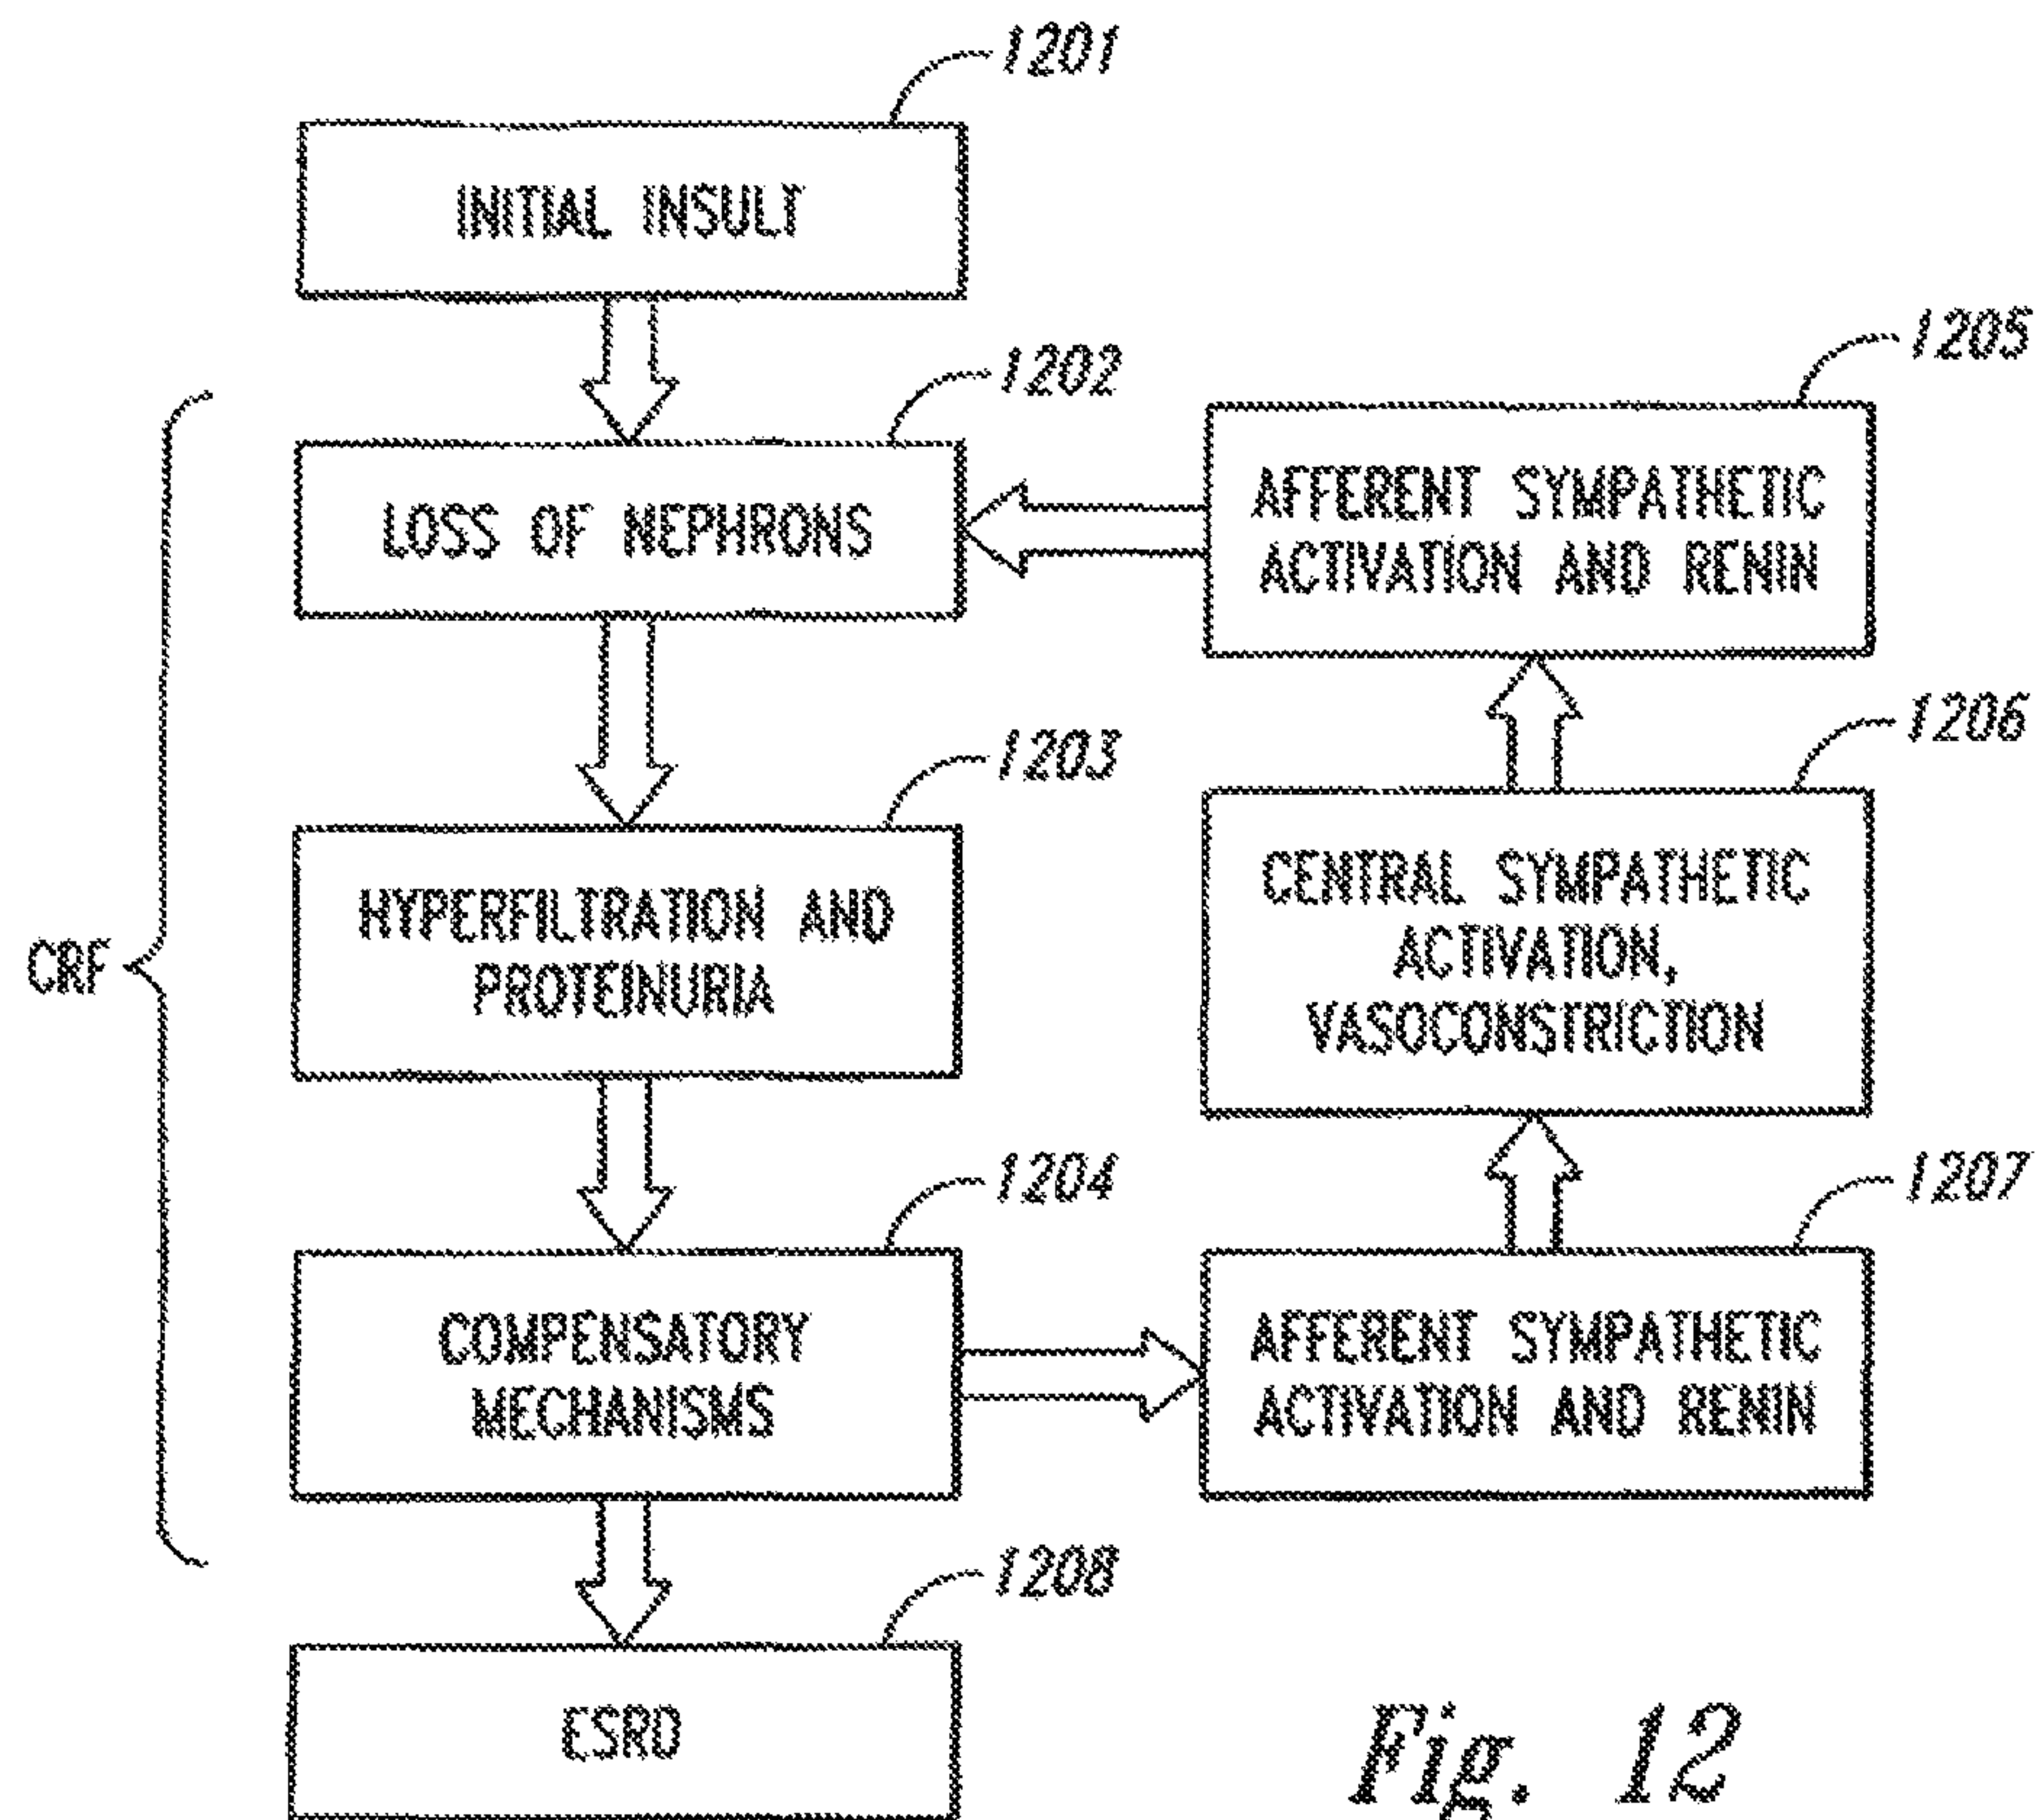 1201
INITIAL INSULT
1202
LOSS OF NEPHRONS
1205
AFFERENT SYMPATHETIC
ACTIVATION AND RENIN
1203
HYPERFILTRATION AND
PROTEINURIA
1206
CENTRAL SYMPATHETIC
ACTIVATION,
VASOCONSTRICTION
CRF
1204
COMPENSATORY
MECHANISMS
1207
AFFERENT SYMPATHETIC
ACTIVATION AND RENIN
1208
ESRD
Fig. 12